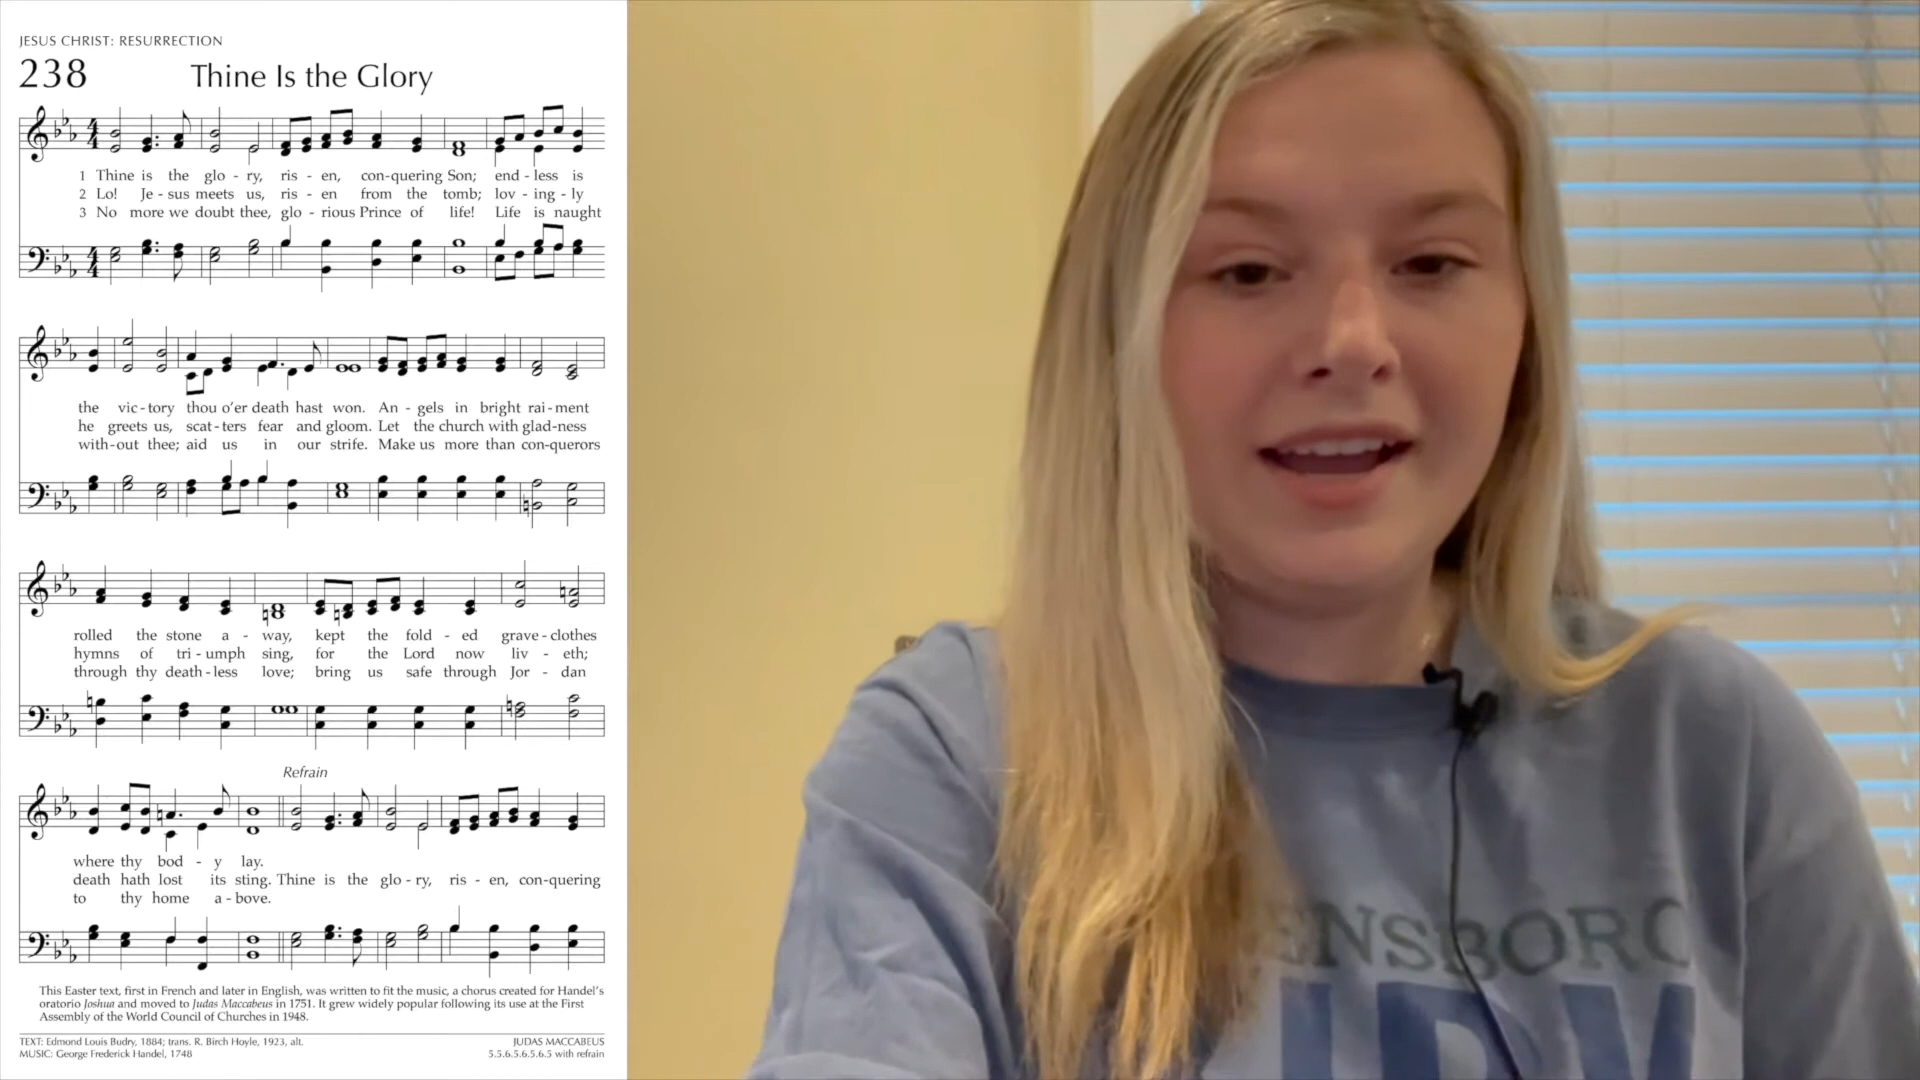 JESUS CHRIST: RESURRECTION
238 Thine Is the Glory
1 Thine is the glo - ry, ris - en, con-quering Son; end - less is
2 Lo! Je - sus meets us, ris - en from the tomb; lov - ing - ly
3 No more we doubt thee, glo - rious Prince of life! Life is naught
the vic - tory thou o'er death hast won. An - gels in bright rai - ment
he greets us, scat - ters fear and gloom. Let the church with glad - ness
with - out thee; aid us in our strife. Make us more than con - querors
rolled the stone a - way, kept the fold - ed grave - clothes
hymns of tri - umph sing, for the Lord now liv - eth;
through thy death - less love; bring us safe through Jor - dan
Refrain
where thy bod - y lay.
death hath lost its sting. Thine is the glo - ry, ris - en, con-quering
to thy home a - bove.
This Easter text, first in French and later in English, was written to fit the music, a chorus created for Handel's
oratorio Joshua and moved to Judas Maccabeus in 1751. It grew widely popular following its use at the First
Assembly of the World Council of Churches in 1948.
TEXT: Edmond Louis Budry, 1884; trans. R. Birch Hoyle, 1923, alt.
MUSIC: George Frederick Handel, 1748
JUDAS MACCABEUS
5.5.6.5.6.5.6.5 with refrain
ENSBORO